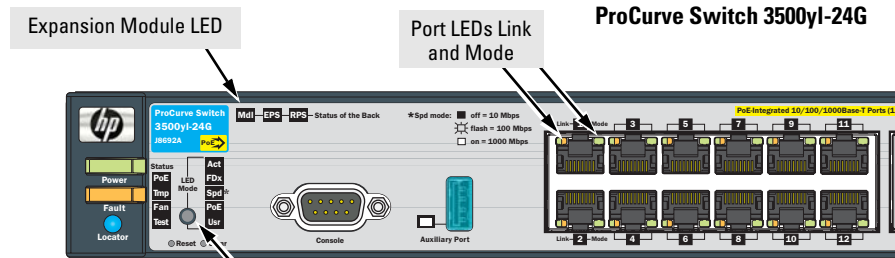 ProCurve Switch 3500yl-24G
Expansion Module LED
Port LEDs Link
and Mode
hp
ProCurve Switch
3500yl-24G
J8692A
PoE
Mdl EPS RPS Status of the Back
*Spd mode: off = 10 Mbps
flash = 100 Mbps
on = 1000 Mbps
PoE-Integrated 10/100/1000Base-T Ports
Link 1 Mode 3 5 7 9 11
Power
Fault
Locator
Status
PoE
Tmp
Fan
Test
LED
Mode
Act
FDx
Spd *
PoE
Usr
Reset
Console
Auxiliary Port
Link 2 Mode 4 6 8 10 12